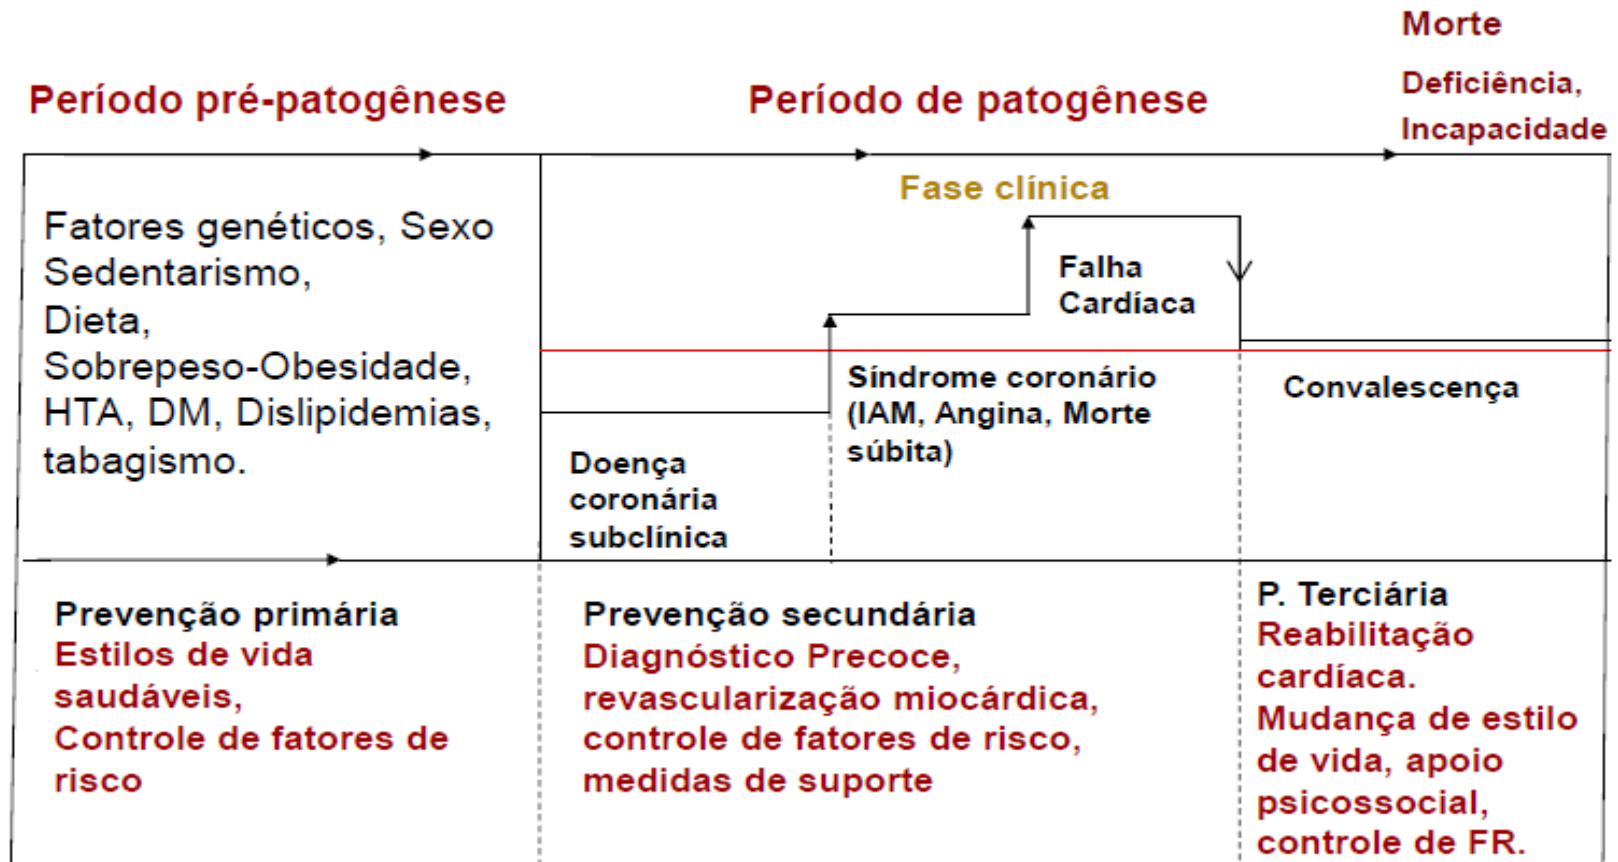 Morte
Deficiência,
Incapacidade
Período pré-patogênese
Período de patogênese
Fase clínica
Fatores genéticos, Sexo
Sedentarismo,
Dieta,
Sobrepeso-Obesidade,
HTA, DM, Dislipidemias,
tabagismo.
Doença
coronária
subclínica
Síndrome coronário
(IAM, Angina, Morte
súbita)
Falha
Cardíaca
Convalescença
Prevenção primária
Estilos de vida
saudáveis,
Controle de fatores de
risco
Prevenção secundária
Diagnóstico Precoce,
revascularização miocárdica,
controle de fatores de risco,
medidas de suporte
P. Terciária
Reabilitação
cardíaca.
Mudança de estilo
de vida, apoio
psicossocial,
controle de FR.